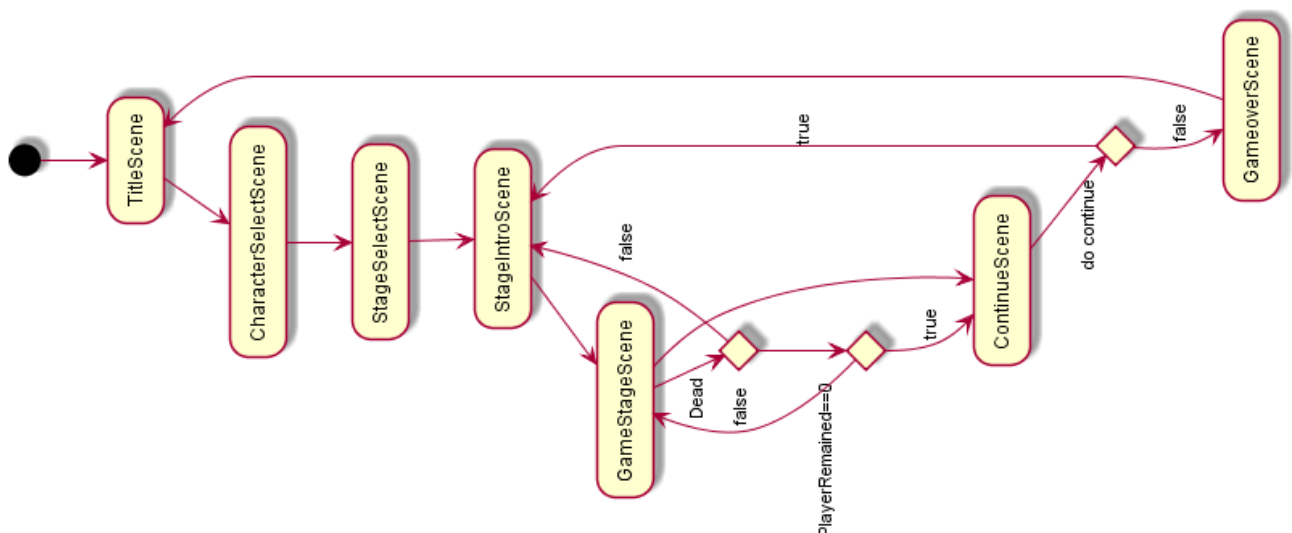 TitleScene
CharacterSelectScene
StageSelectScene
StageIntroScene
GameStageScene
false
Dead
false
PlayerRemained==0
true
true
ContinueScene
do continue
false
GameoverScene